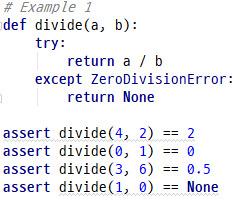 # Example 1
def divide(a, b):
    try:
        return a / b
    except ZeroDivisionError:
        return None
assert divide(4, 2) == 2
assert divide(0, 1) == 0
assert divide(3, 6) == 0.5
assert divide(1, 0) == None